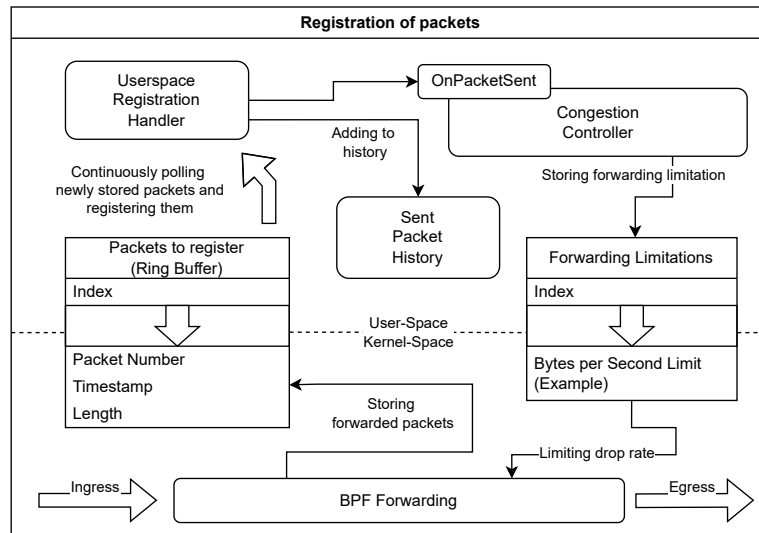 Registration of packets
Userspace
Registration
Handler
OnPacketSent
Congestion
Controller
Adding to
history
Storing forwarding limitation
Continuously polling
newly stored packets and
registering them
Sent
Packet
History
Packets to register
(Ring Buffer)
Index
Forwarding Limitations
Index
User-Space
Kernel-Space
Packet Number
Timestamp
Length
Bytes per Second Limit
(Example)
Storing
forwarded packets
Limiting drop rate
Ingress
BPF Forwarding
Egress